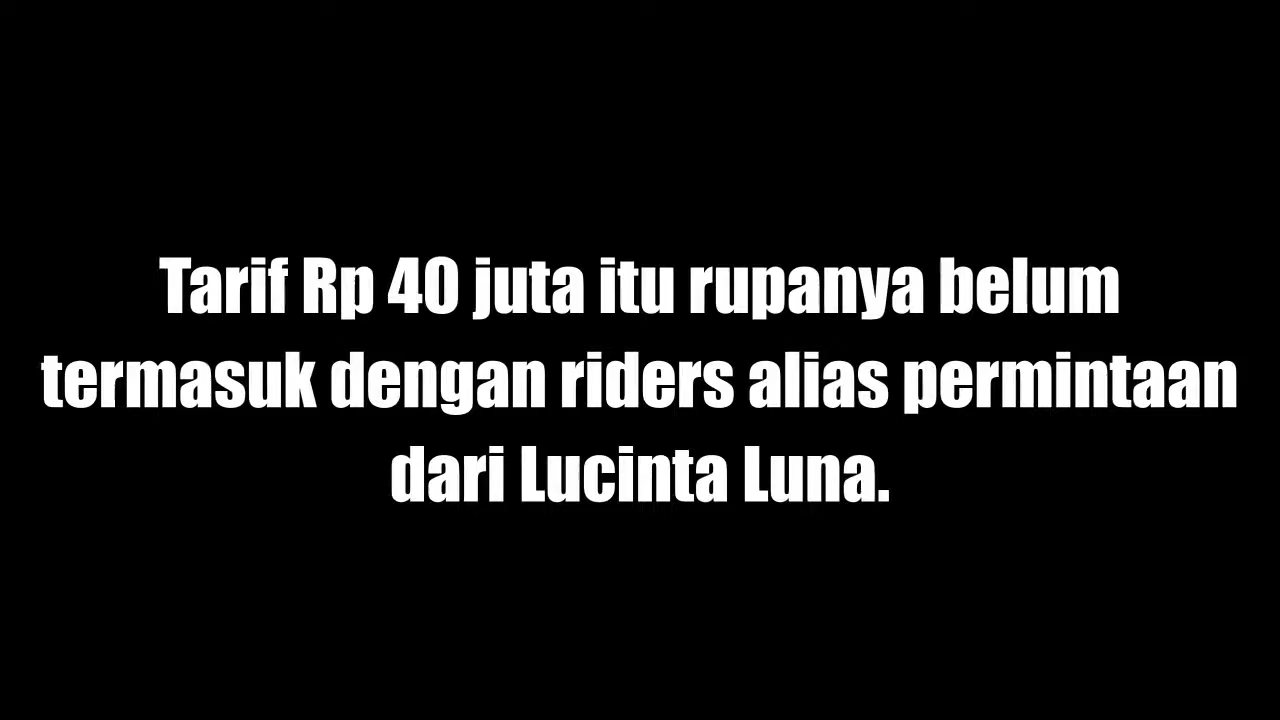 Tarif Rp 40 juta itu rupanya belum
termasuk dengan riders alias permintaan
dari Lucinta Luna.